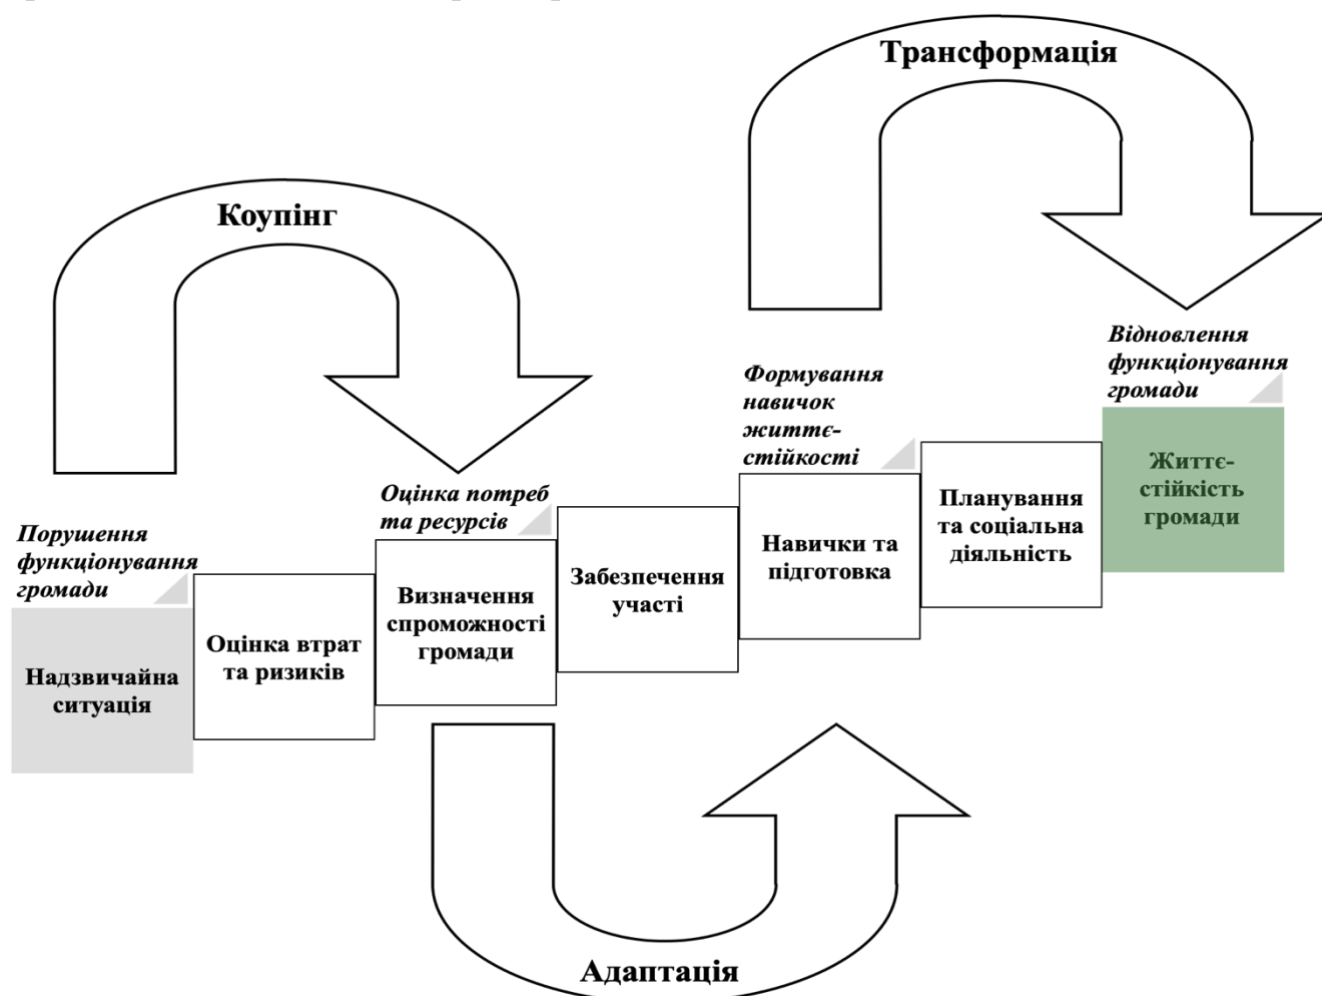 Трансформація
Коупінг
Порушення
функціонування
громади
Надзвичайна
ситуація
Оцінка втрат
та ризиків
Оцінка потреб
та ресурсів
Визначення
спроможності
громади
Забезпечення
участі
Формування
навичок
життє-
стійкості
Навички та
підготовка
Планування
та соціальна
діяльність
Відновлення
функціонування
громади
Життє-
стійкість
громади
Адаптація